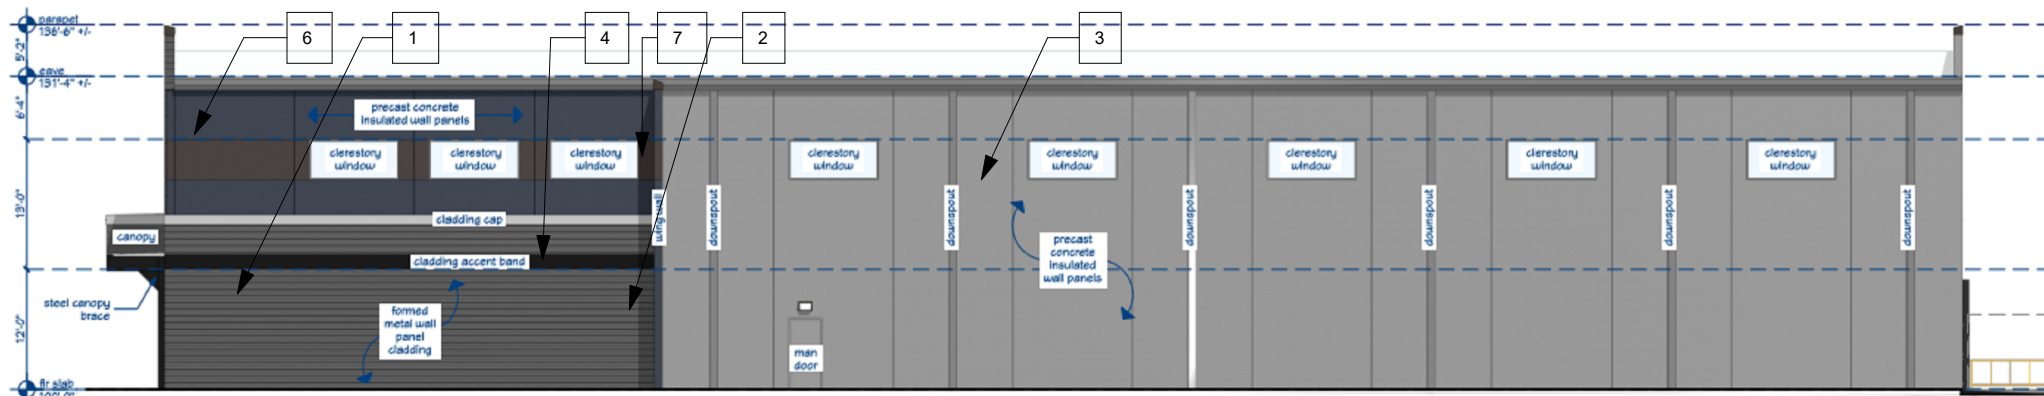 parapet
136'-6" +/-
5'-2"
eave
131'-4" +/-
6'-4"
13'-0"
12'-0"
flr slab
6
1
4
7
2
3
precast concrete
insulated wall panels
clerestory
window
clerestory
window
clerestory
window
clerestory
window
clerestory
window
clerestory
window
clerestory
window
clerestory
window
cladding cap
canopy
cladding accent band
steel canopy
brace
formed
metal wall
panel
cladding
wing wall
downspout
downspout
downspout
downspout
downspout
downspout
precast
concrete
insulated
wall panels
man
door